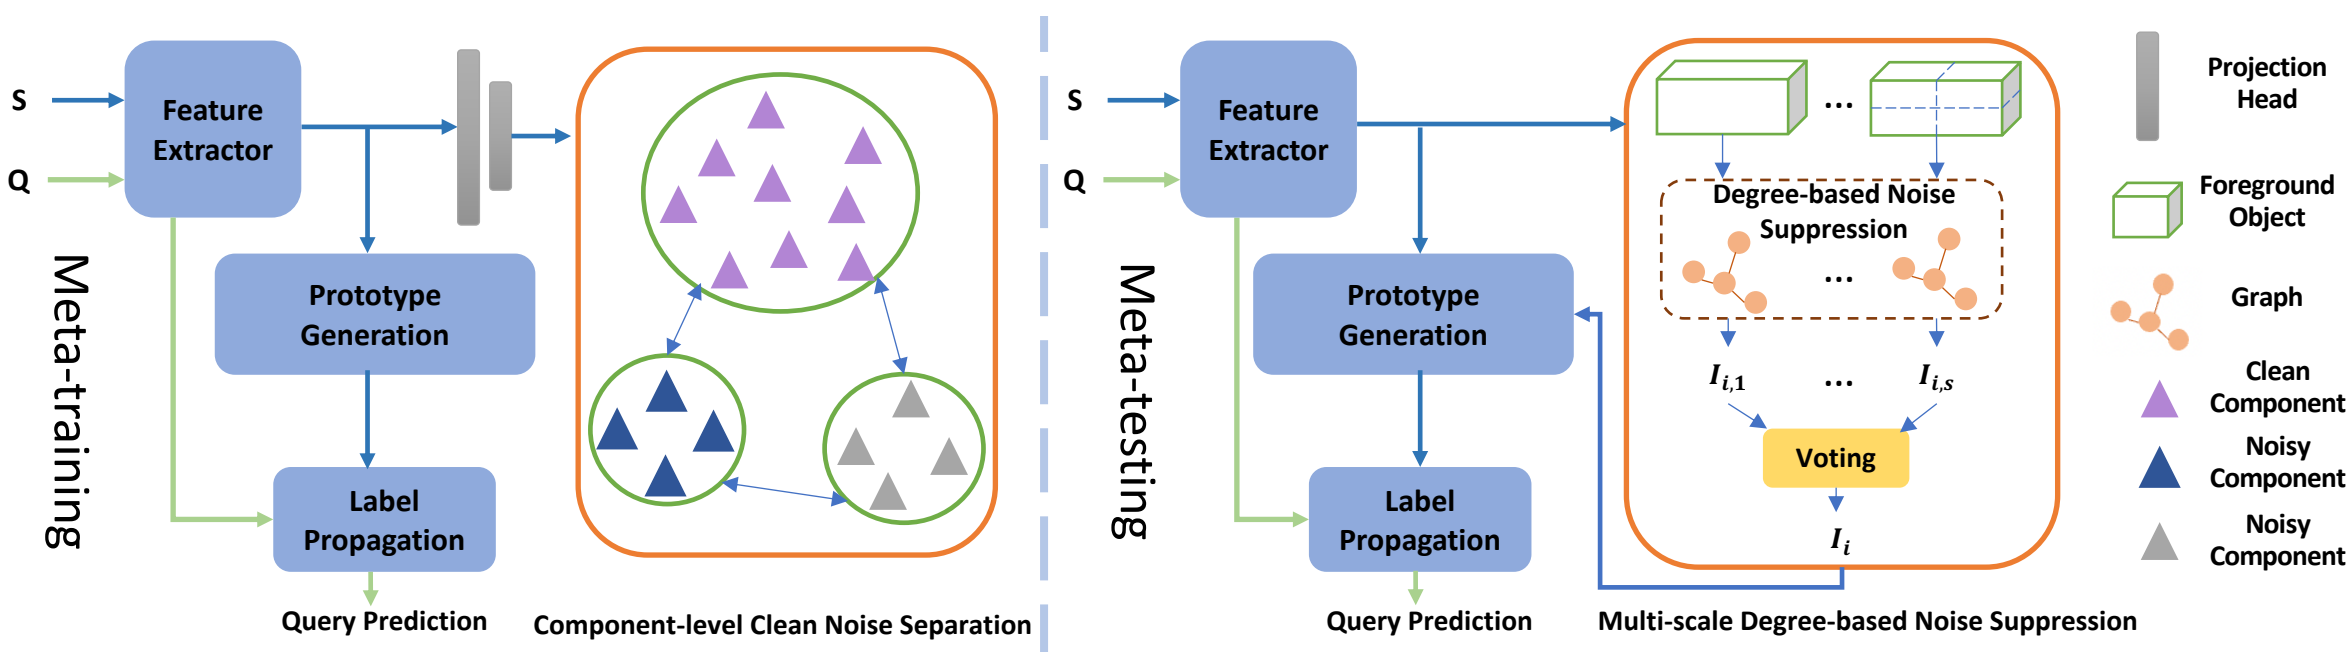 S
Q
Feature
Extractor
Prototype
Generation
Label
Propagation
Query Prediction
Meta-training
Component-level Clean Noise Separation
S
Q
Feature
Extractor
Prototype
Generation
Label
Propagation
Query Prediction
Meta-testing
...
Degree-based Noise
Suppression
...
I_{i,1} ... I_{i,s}
Voting
I_i
Multi-scale Degree-based Noise Suppression
Projection
Head
Foreground
Object
Graph
Clean
Component
Noisy
Component
Noisy
Component